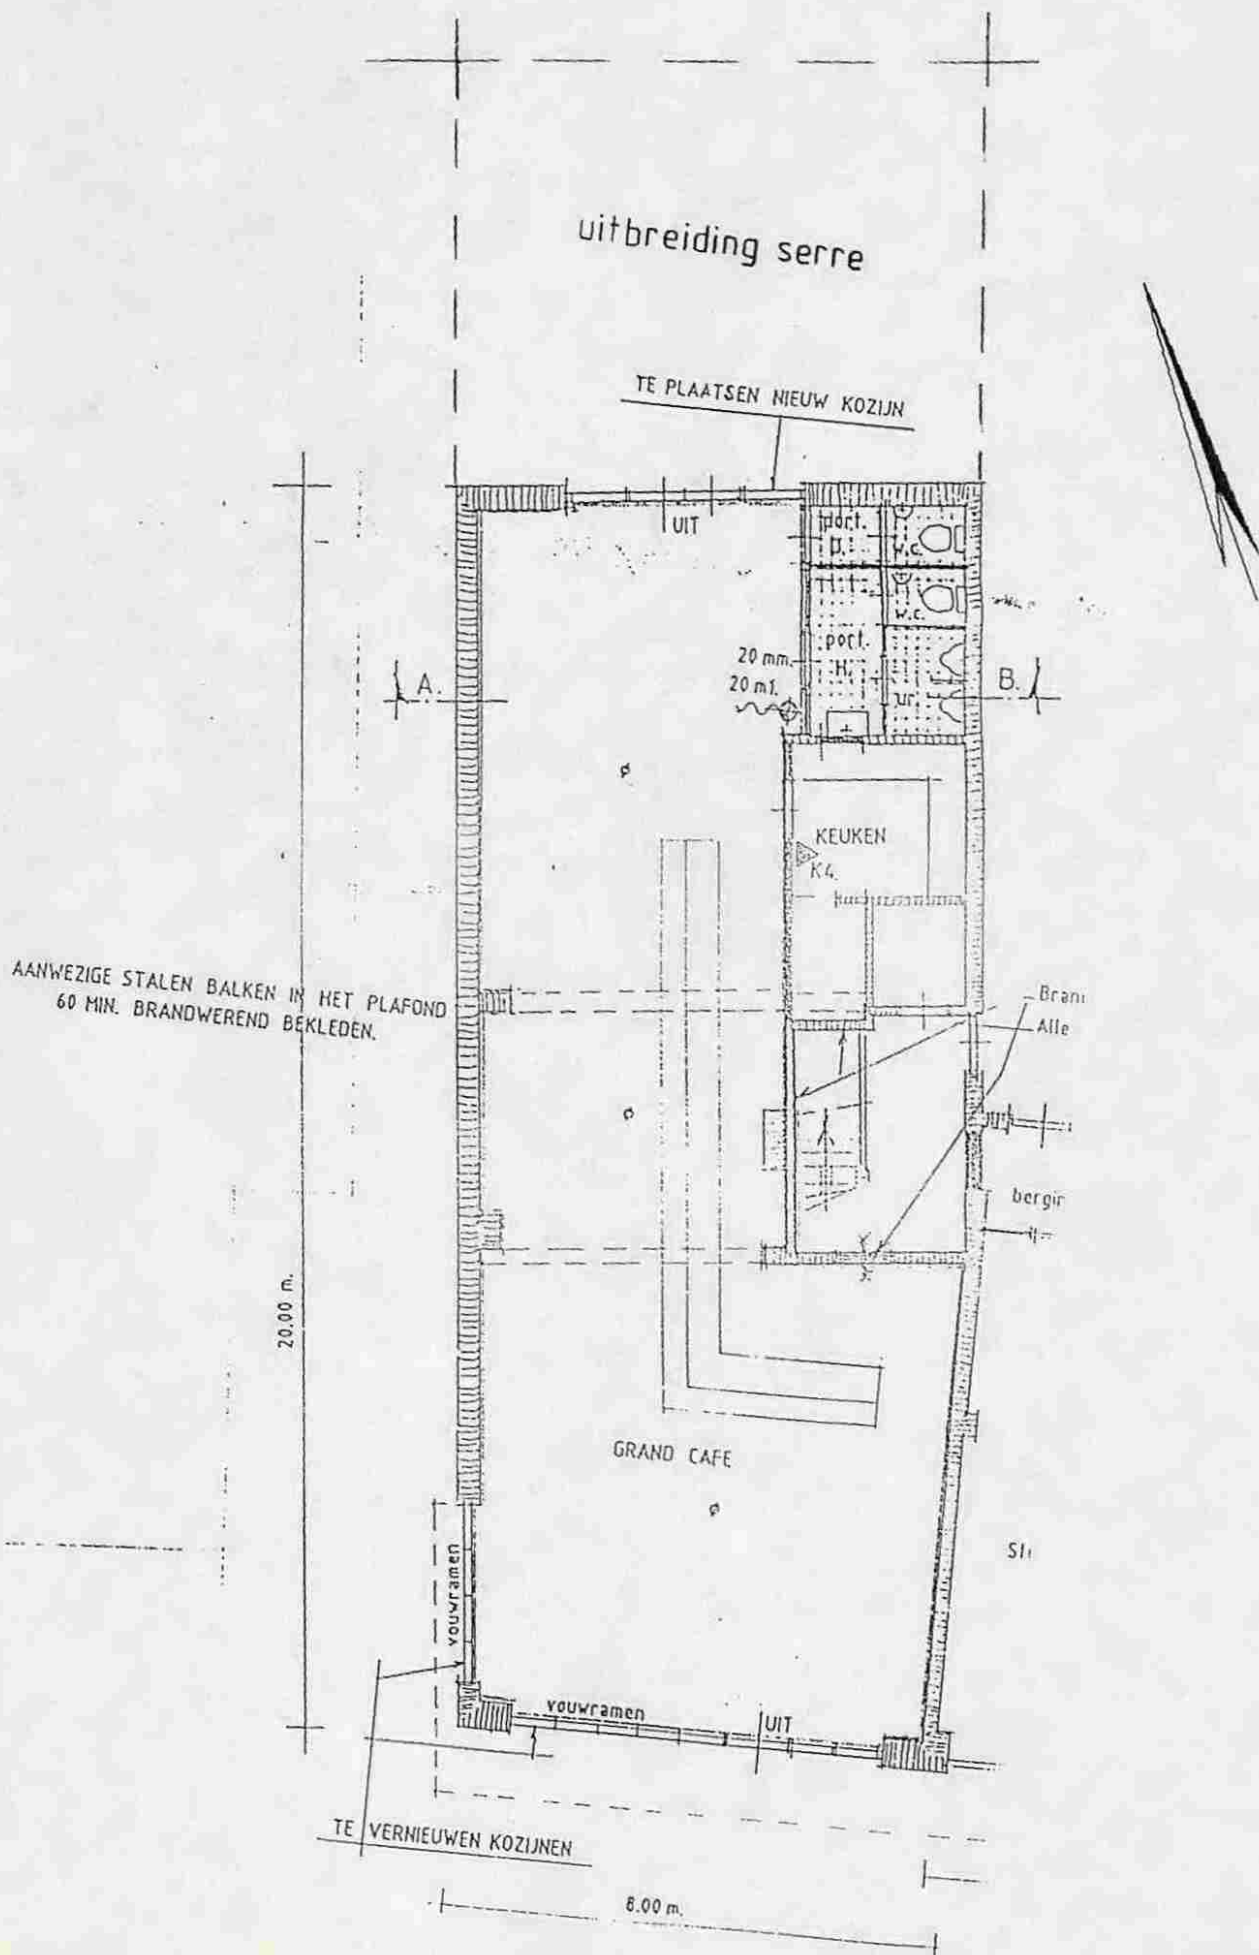 uitbreiding serre
TE PLAATSEN NIEUW KOZIJN
UIT
port.
D.
w.c.
w.c.
port.
H.
ur.
20 mm.
20 m1.
A.
B.
KEUKEN
K4.
AANWEZIGE STALEN BALKEN IN HET PLAFOND
60 MIN. BRANDWEREND BEKLEDEN.
Bran
Alle
bergin
20.00 m.
GRAND CAFE
vouwramen
vouwramen
UIT
TE VERNIEUWEN KOZIJNEN
8.00 m.